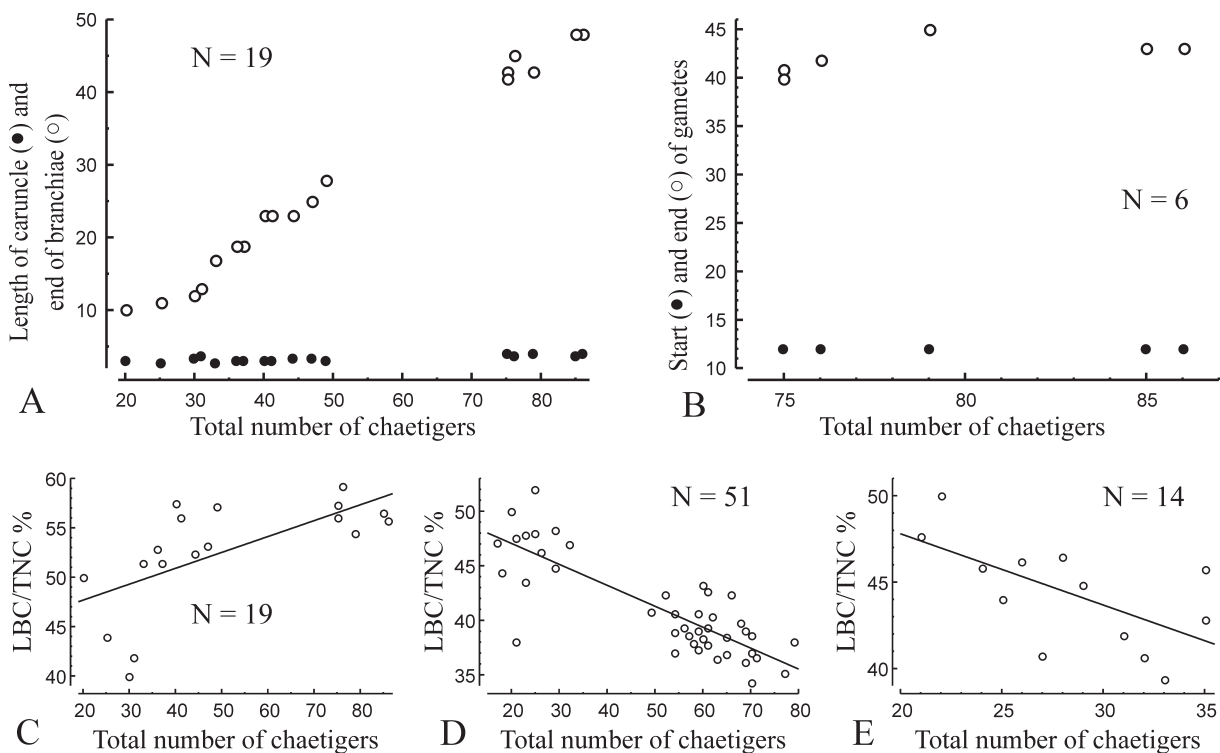 50
40
30
20
10
Length of caruncle (●) and
end of branchiae (○)
N = 19
20 30 40 50 60 70 80
Total number of chaetigers
A
45
40
35
30
25
20
15
10
Start (●) and end (○) of gametes
N = 6
75 80 85
Total number of chaetigers
B
60
55
50
45
40
LBC/TNC %
N = 19
20 30 40 50 60 70 80
Total number of chaetigers
C
50
45
40
35
LBC/TNC %
N = 51
20 30 40 50 60 70 80
Total number of chaetigers
D
50
45
40
LBC/TNC %
N = 14
20 25 30 35
Total number of chaetigers
E